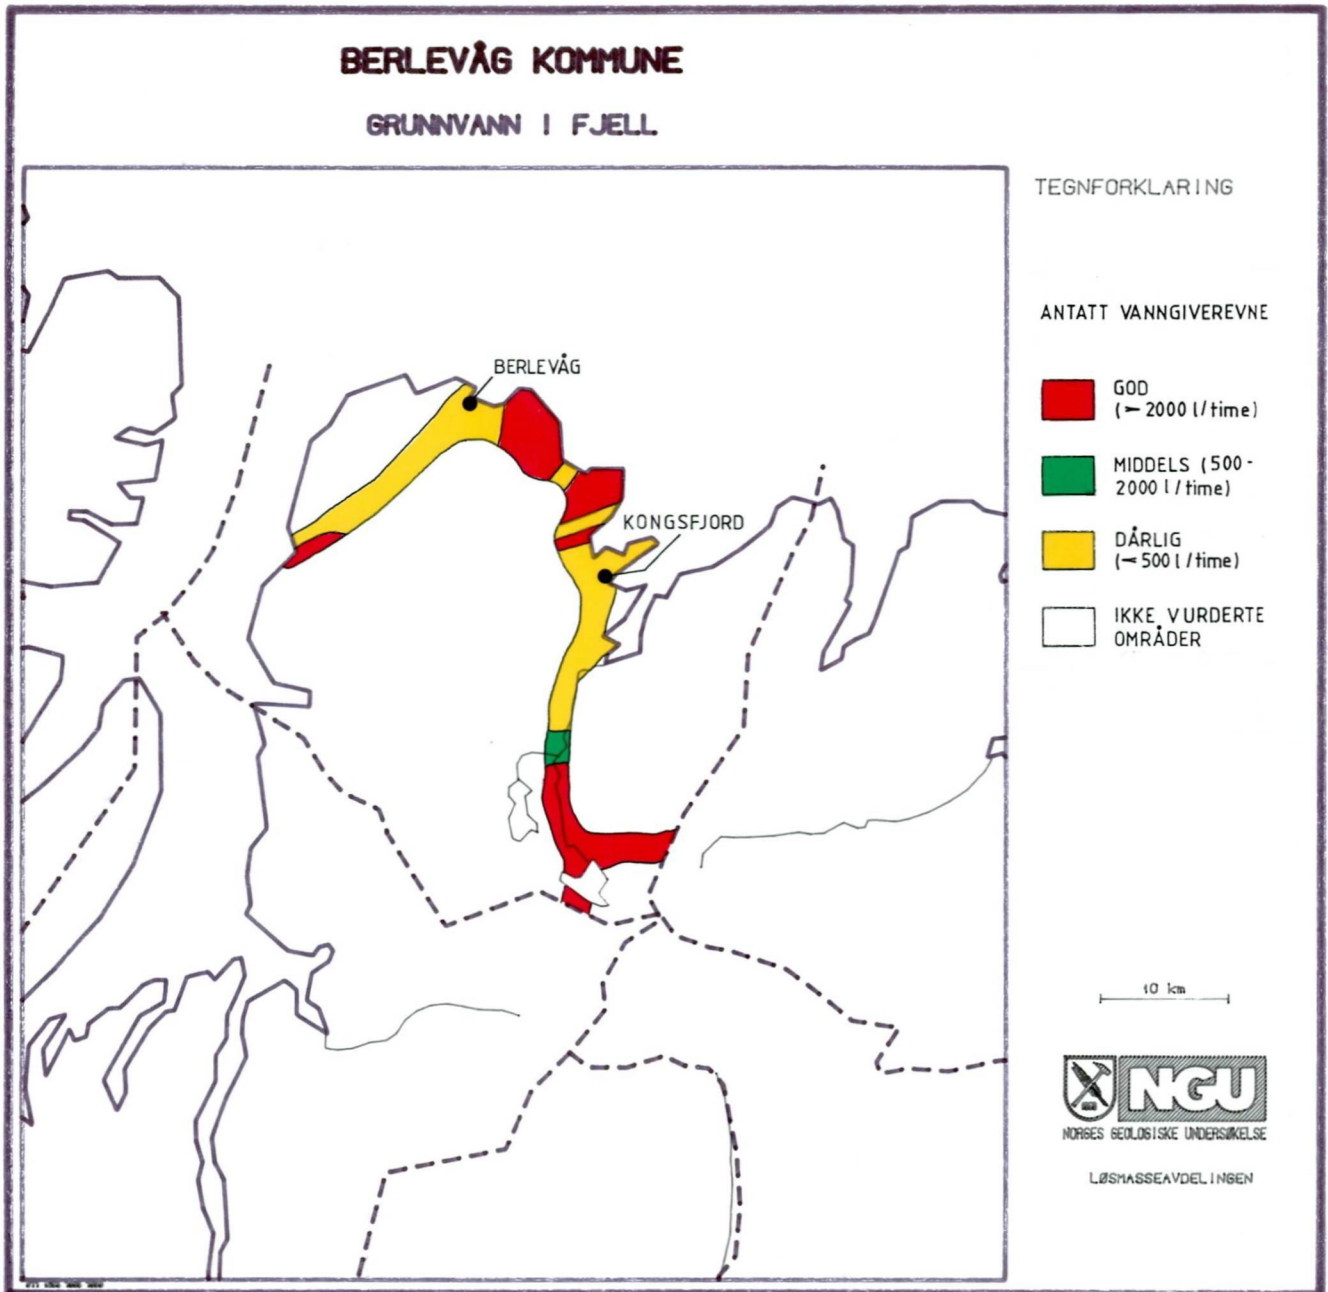 BERLEVÅG KOMMUNE
GRUNNVANN I FJELL
TEGNFORKLARING
ANTATT VANNGIVEREVNE
GOD
(> 2000 l/time)
MIDDELS (500-
2000 l/time)
DÅRLIG
(< 500 l/time)
IKKE VURDERTE
OMRÅDER
BERLEVÅG
KONGSFJORD
10 km
NGU
NORGES GEOLOGISKE UNDERSØKELSE
LØSMASSEAVDELINGEN